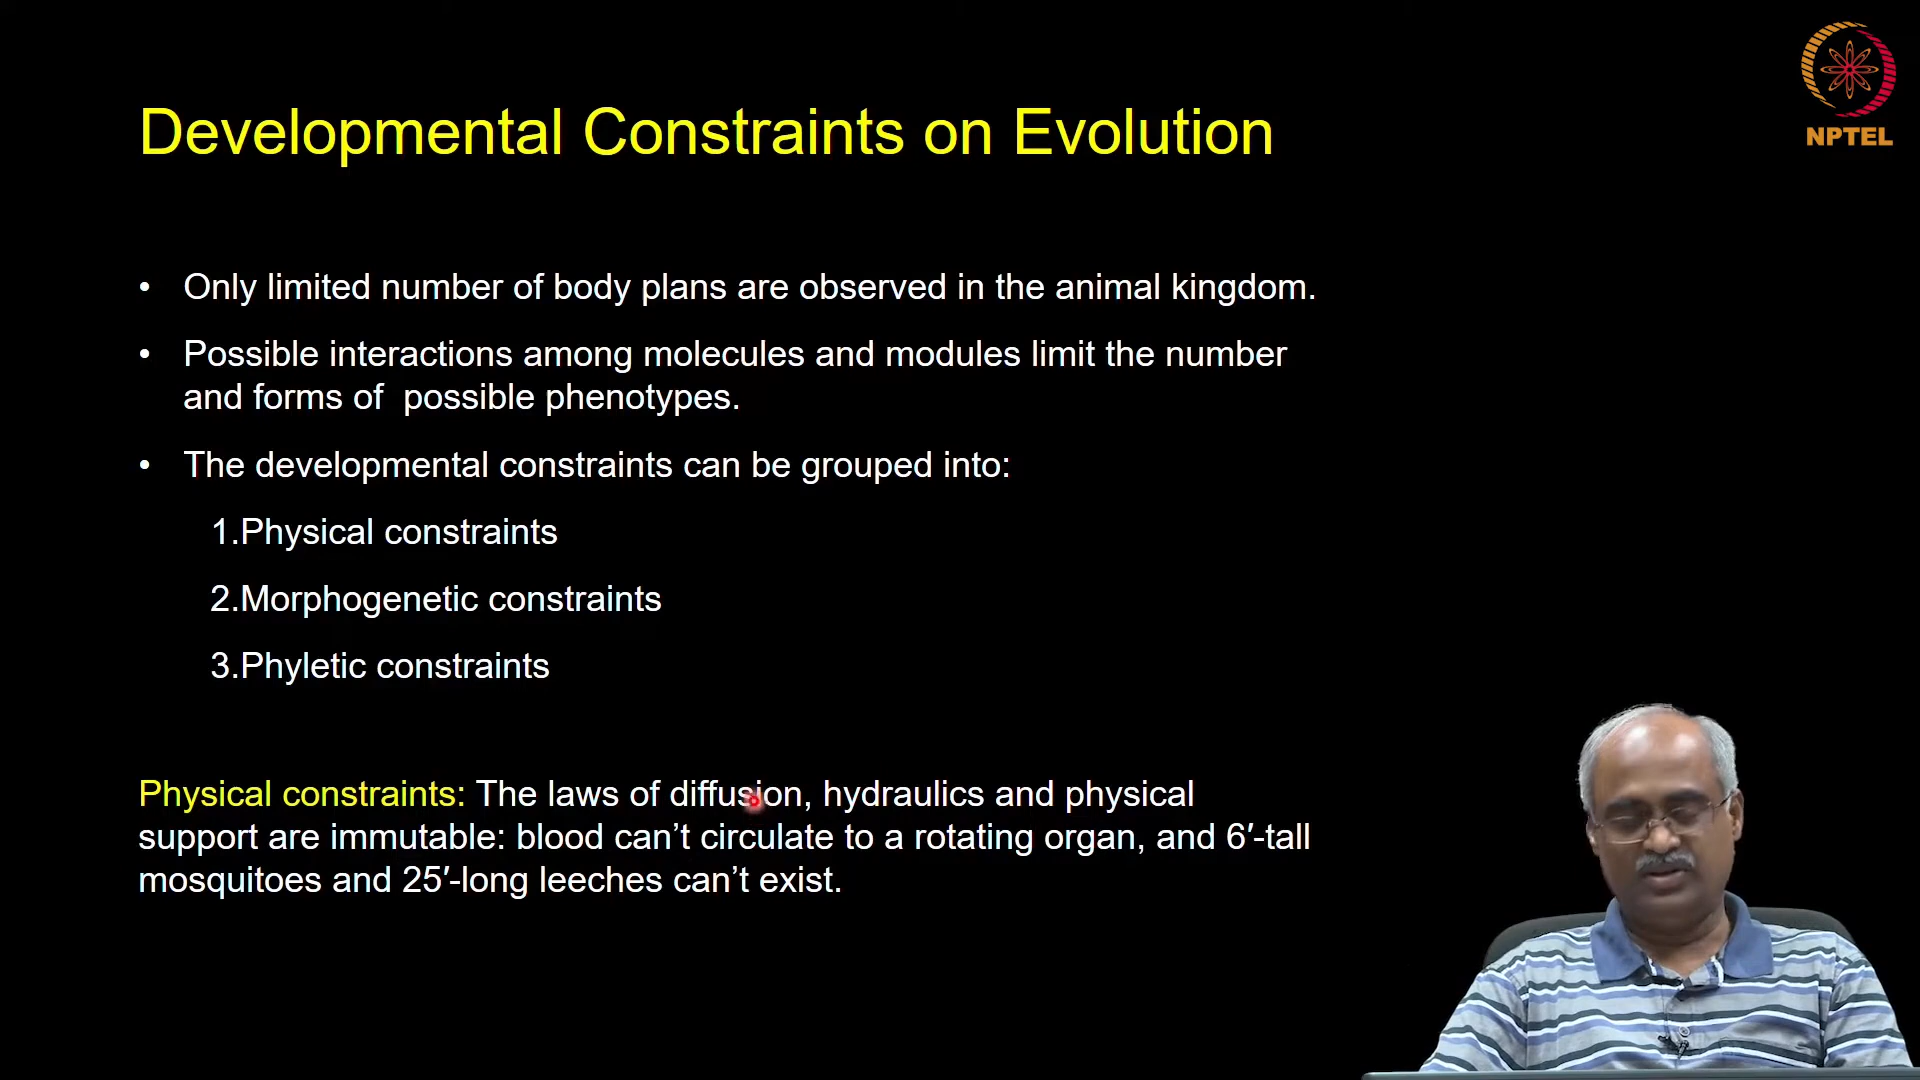 NPTEL
Developmental Constraints on Evolution
• Only limited number of body plans are observed in the animal kingdom.
• Possible interactions among molecules and modules limit the number
and forms of  possible phenotypes.
• The developmental constraints can be grouped into:
1.Physical constraints
2.Morphogenetic constraints
3.Phyletic constraints
Physical constraints: The laws of diffusion, hydraulics and physical
support are immutable: blood can’t circulate to a rotating organ, and 6′-tall
mosquitoes and 25′-long leeches can’t exist.